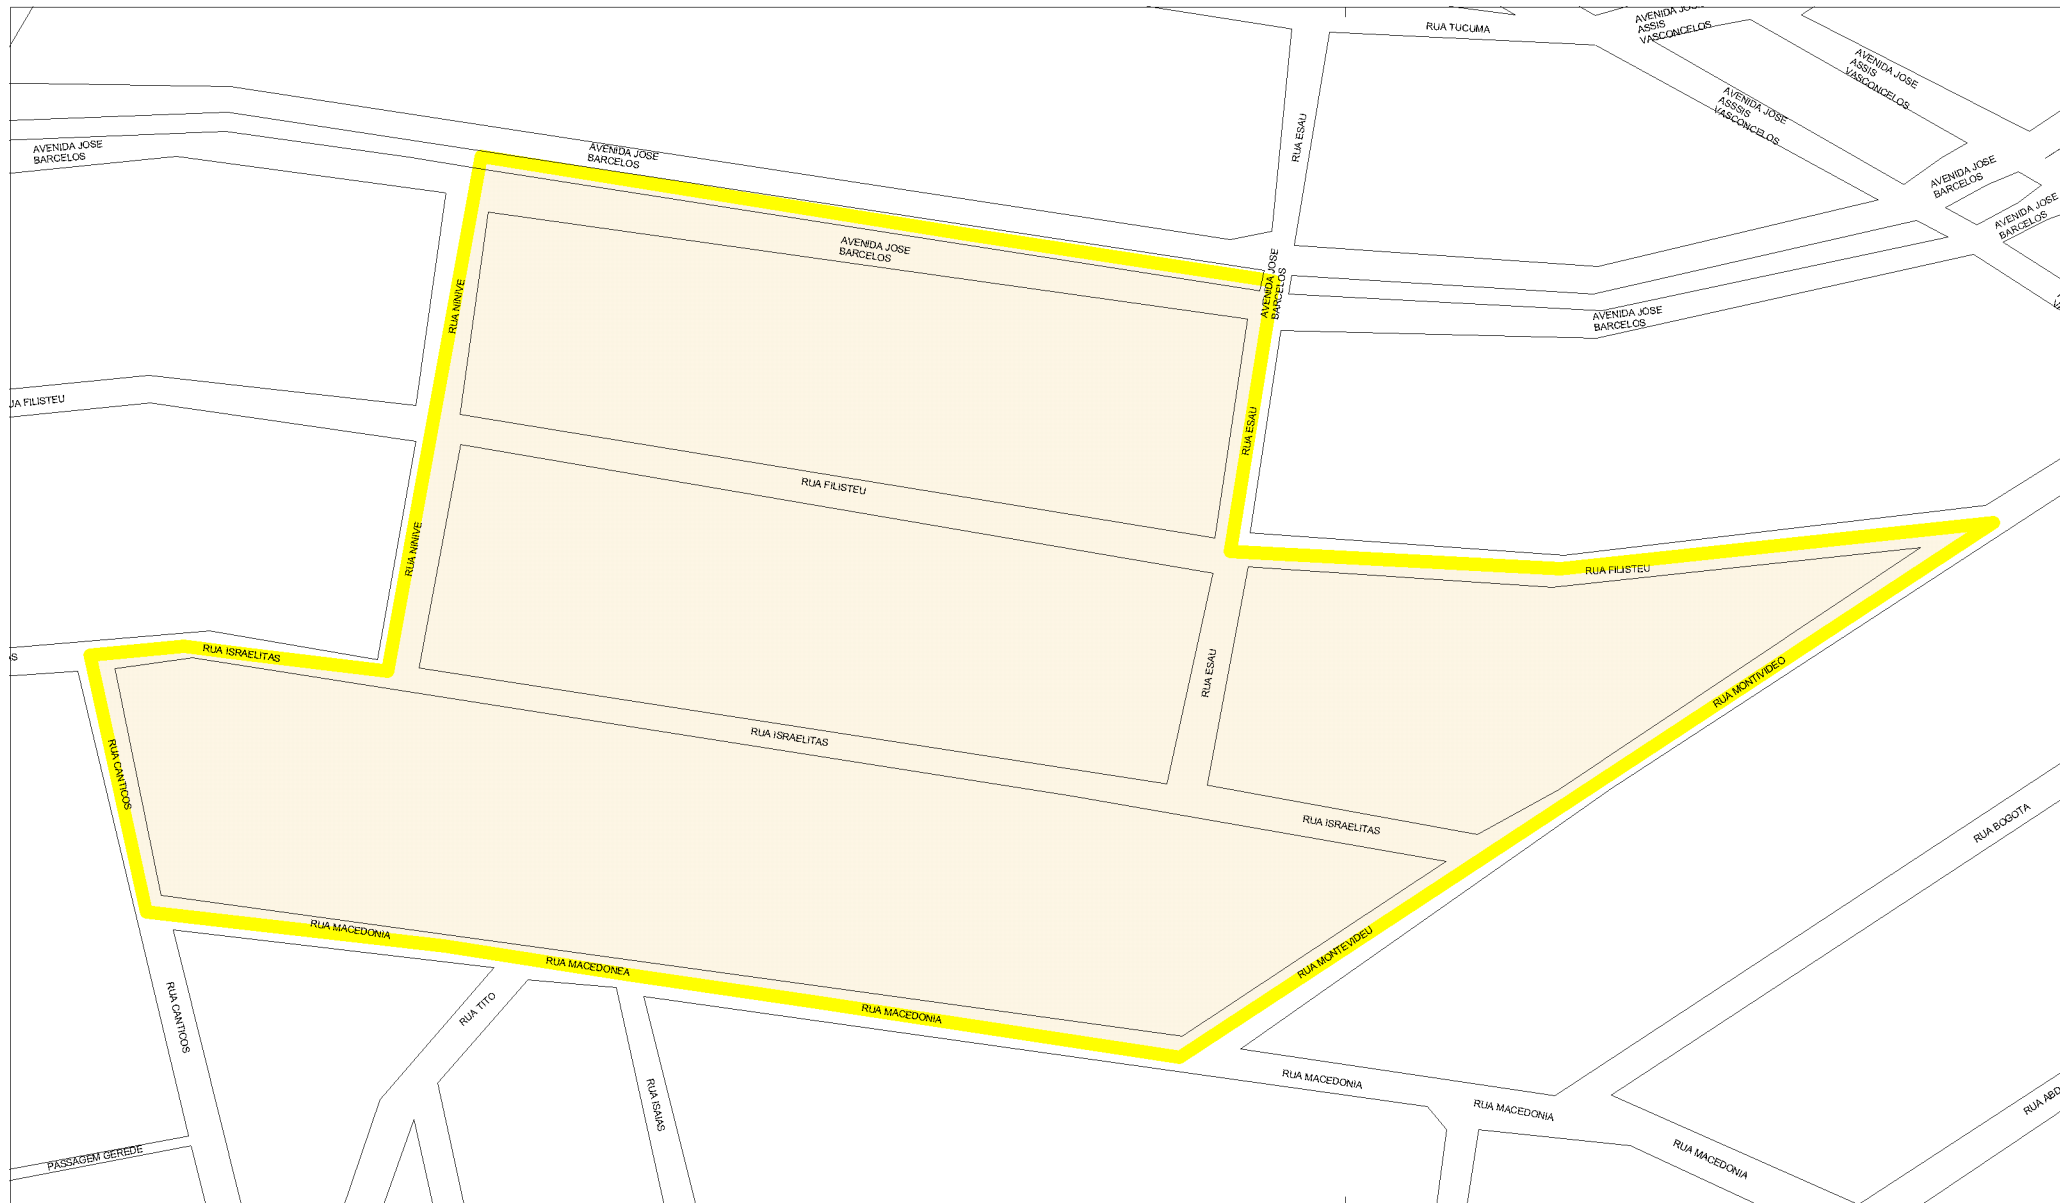 RUA TUCUMA
ASSIS
VASCONCELOS
AVENIDA JOSE
ASSIS
VASCONCELOS
AVENIDA JOSE
ASSSIS
VASCONCELOS
RUA ESAU
AVENIDA JOSE
BARCELOS
AVENIDA JOSE
BARCELOS
AVENIDA JOSE
BARCELOS
AVENIDA JOSE
BARCELOS
AVENIDA JOSE
BARCELOS
AVENIDA JOSE
BARCELOS
AVENIDA JOSE
BARCELOS
RUA NINIVE
UA FILISTEU
RUA ESAU
RUA FILISTEU
RUA NINIVE
RUA FILISTEU
RUA ISRAELITAS
OS
RUA ESAU
RUA MONTIVIDEO
RUA ISRAELITAS
RUA CANTICOS
RUA ISRAELITAS
RUA BOGOTA
RUA MACEDONIA
RUA MACEDONEA
RUA MONTEVIDEU
RUA MACEDONIA
RUA TITO
RUA CANTICOS
RUA MACEDONIA
RUA ISAIAS
RUA MACEDONIA
RUA ABD
RUA MACEDONIA
PASSAGEM GEREDE